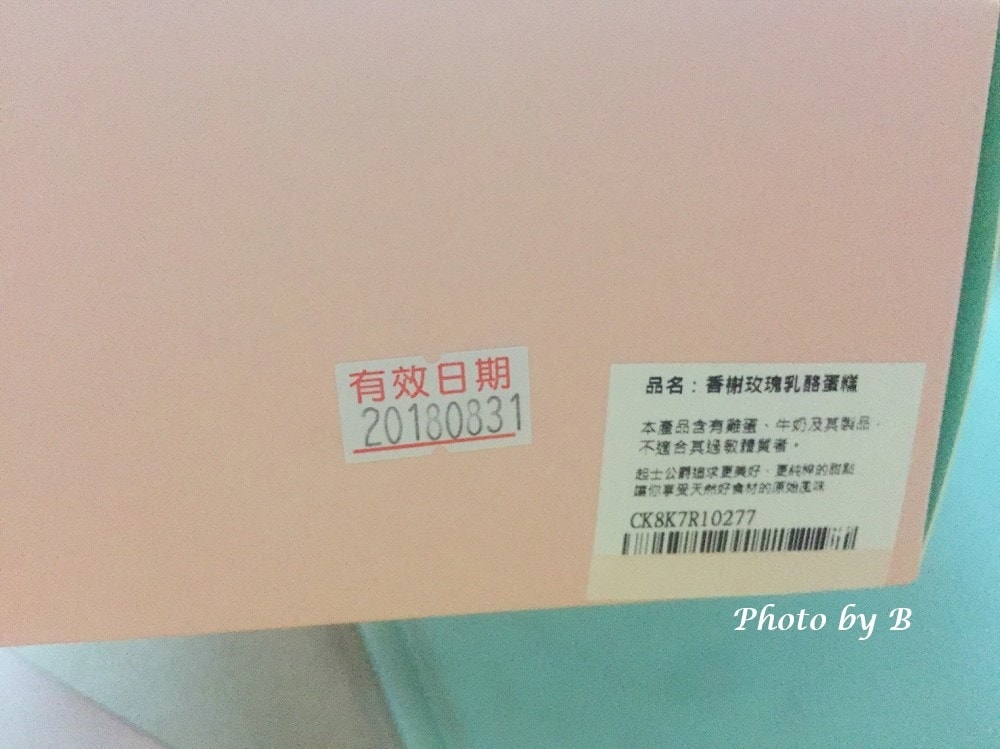 有效日期
20180831
品名：香榭玫瑰乳酪蛋糕
本產品含有雞蛋、牛奶及其製品，
不適合其過敏體質者。
起士公爵追求更美好、更純粹的甜點
讓你享受天然好食材的原始風味
CK8K7R10277
Photo by B